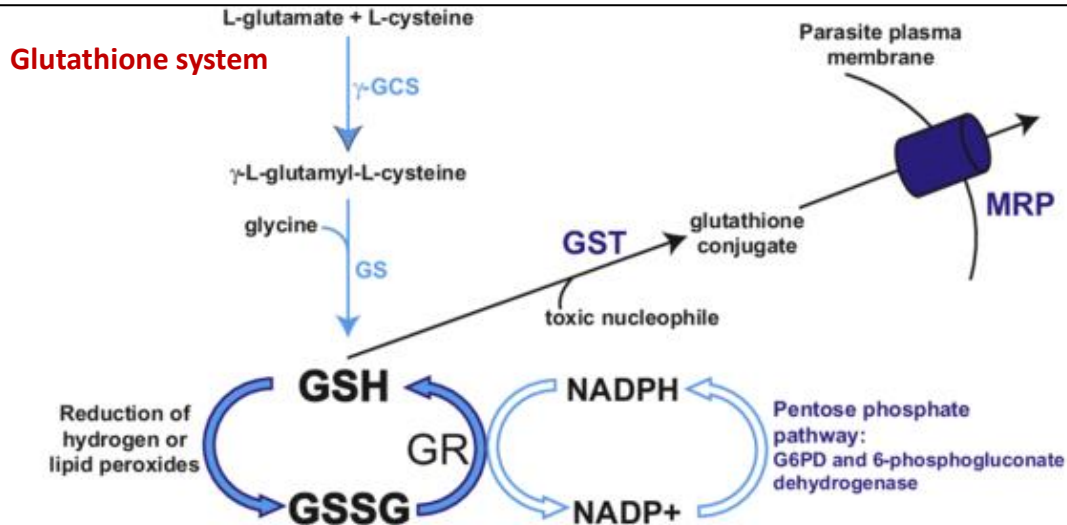 L-glutamate + L-cysteine
Glutathione system
γ-GCS
γ-L-glutamyl-L-cysteine
glycine
GS
GST
toxic nucleophile
glutathione
conjugate
Parasite plasma
membrane
MRP
GSH
NADPH
Reduction of
hydrogen or
lipid peroxides
GR
Pentose phosphate
pathway:
G6PD and 6-phosphogluconate
dehydrogenase
GSSG
NADP+